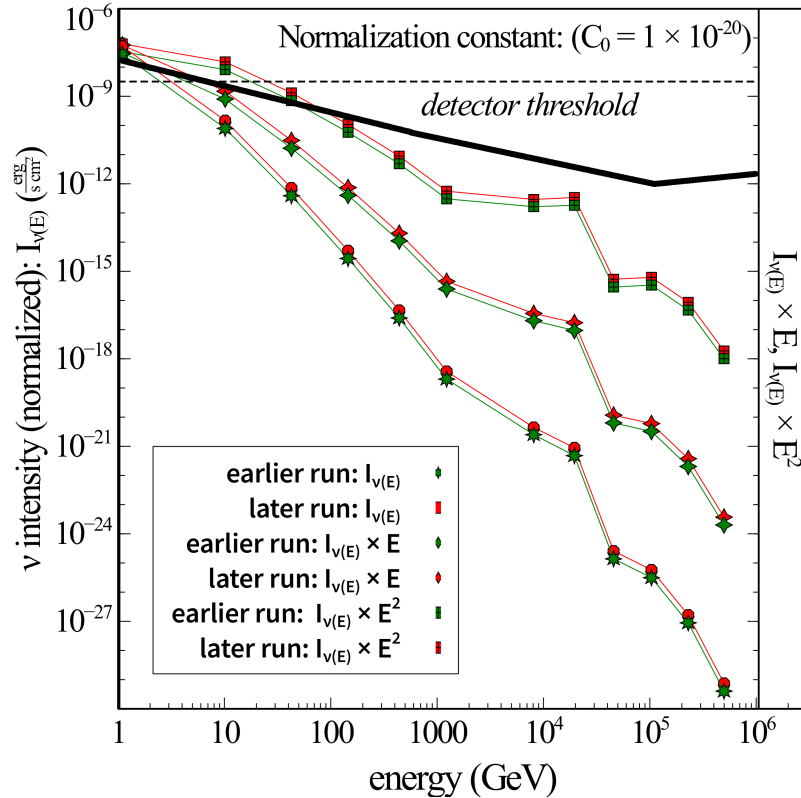 Normalization constant: (C₀ = 1 × 10⁻²⁰)
detector threshold
ν intensity (normalized): I_ν(E) (erg / s cm²)
10⁻⁶
10⁻⁹
10⁻¹²
10⁻¹⁵
10⁻¹⁸
10⁻²¹
10⁻²⁴
10⁻²⁷
earlier run: I_ν(E)
later run: I_ν(E)
earlier run: I_ν(E) × E
later run: I_ν(E) × E
earlier run: I_ν(E) × E²
later run: I_ν(E) × E²
1 10 100 1000 10⁴ 10⁵ 10⁶
energy (GeV)
I_ν(E) × E, I_ν(E) × E²